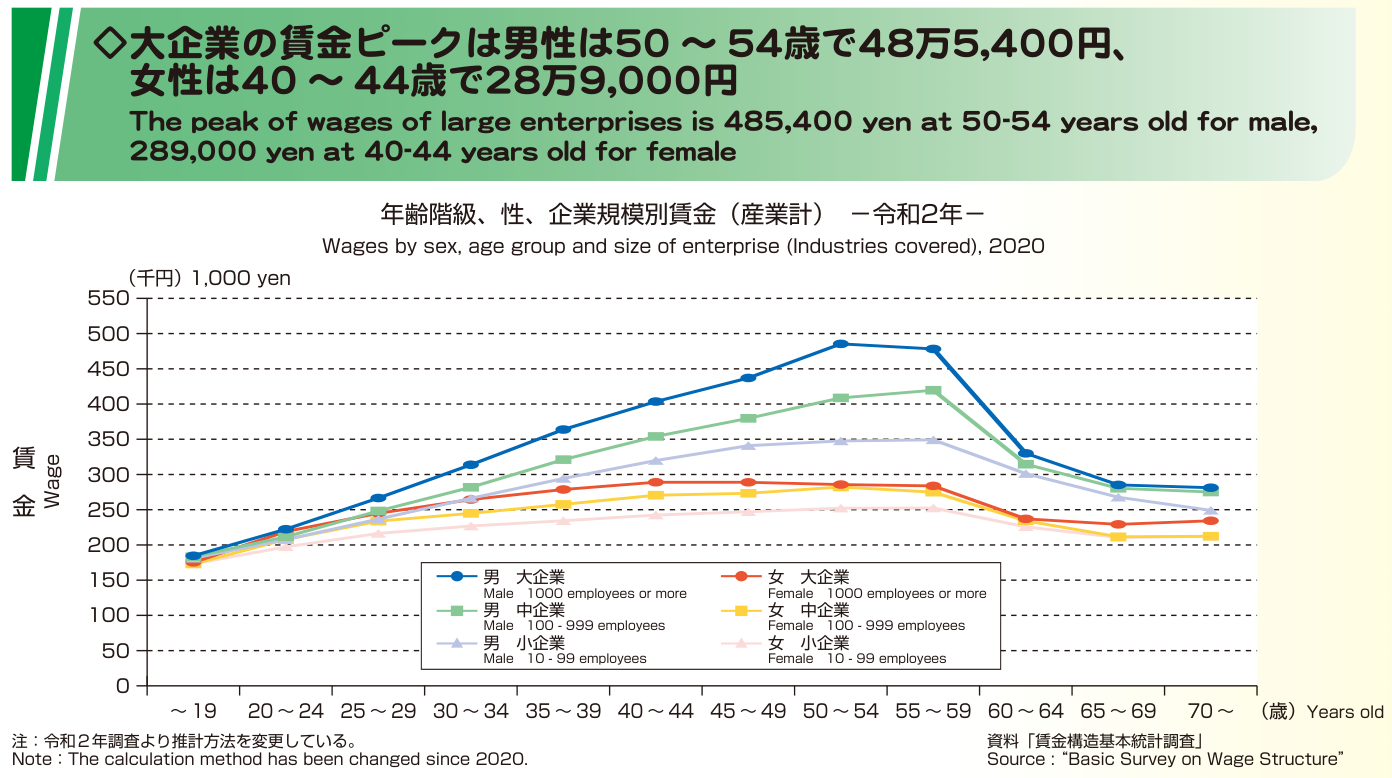 ◇大企業の賃金ピークは男性は50 ～ 54歳で48万5,400円、
女性は40 ～ 44歳で28万9,000円
The peak of wages of large enterprises is 485,400 yen at 50-54 years old for male,
289,000 yen at 40-44 years old for female
年齢階級、性、企業規模別賃金（産業計） －令和2年－
Wages by sex, age group and size of enterprise (Industries covered), 2020
（千円）1,000 yen
550
500
450
400
350
300
250
200
150
100
50
0
賃金
Wage
男 大企業
Male 1000 employees or more
男 中企業
Male 100 - 999 employees
男 小企業
Male 10 - 99 employees
女 大企業
Female 1000 employees or more
女 中企業
Female 100 - 999 employees
女 小企業
Female 10 - 99 employees
～19 20～24 25～29 30～34 35～39 40～44 45～49 50～54 55～59 60～64 65～69 70～ （歳）Years old
注：令和２年調査より推計方法を変更している。
Note : The calculation method has been changed since 2020.
資料「賃金構造基本統計調査」
Source : “Basic Survey on Wage Structure”